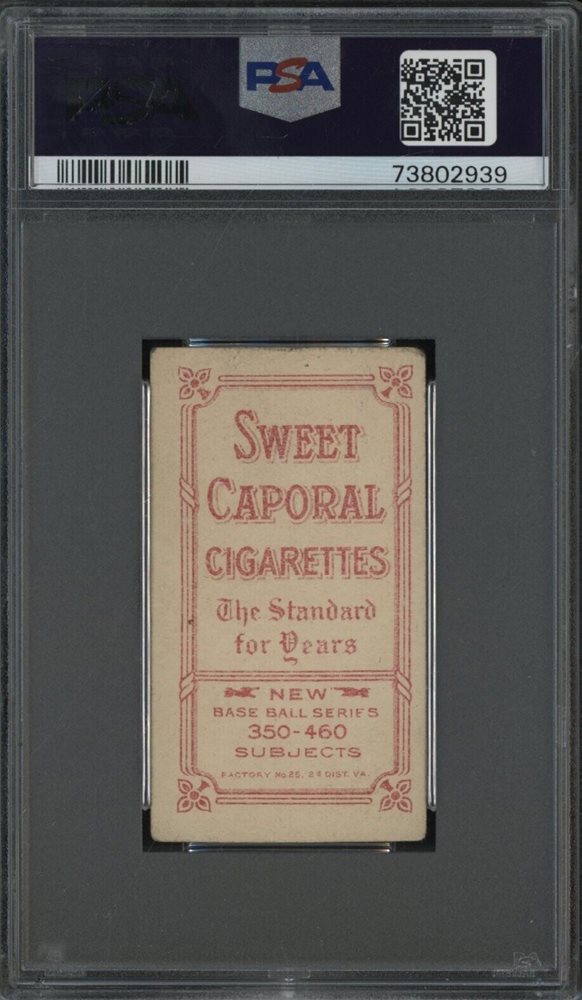 PSA
73802939
SWEET
CAPORAL
CIGARETTES
The Standard
for Years
NEW
BASE BALL SERIES
350-460
SUBJECTS
FACTORY No 25, 2d DIST. VA.